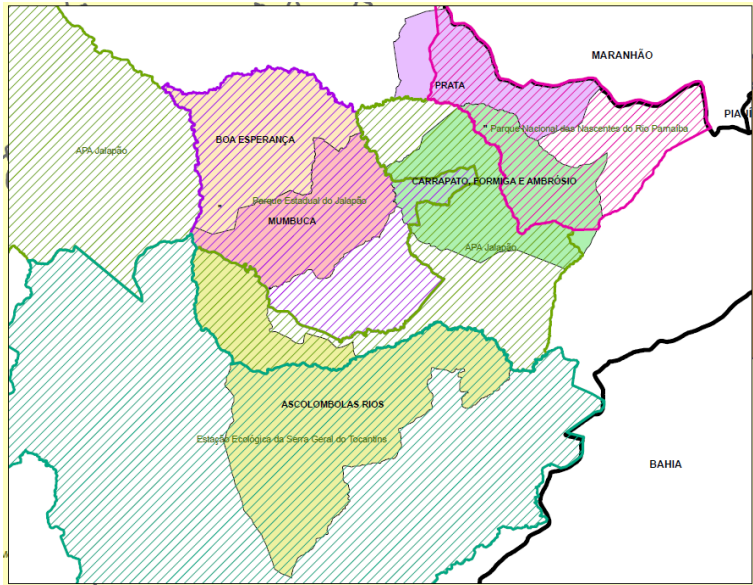 MARANHÃO
PRATA
PIAUÍ
" Parque Nacional das Nascentes do Rio Parnaíba
BOA ESPERANÇA
APA Jalapão
CARRAPATO, FORMIGA E AMBRÓSIO
Parque Estadual do Jalapão
"
MUMBUCA
APA Jalapão
ASCOLOMBOLAS RIOS
Estação Ecológica da Serra Geral do Tocantins
BAHIA